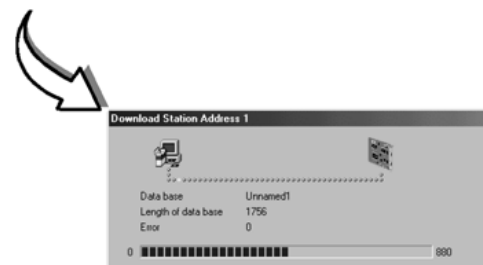 Download Station Address 1
Data base Unnamed1
Length of data base 1756
Error 0
0 880